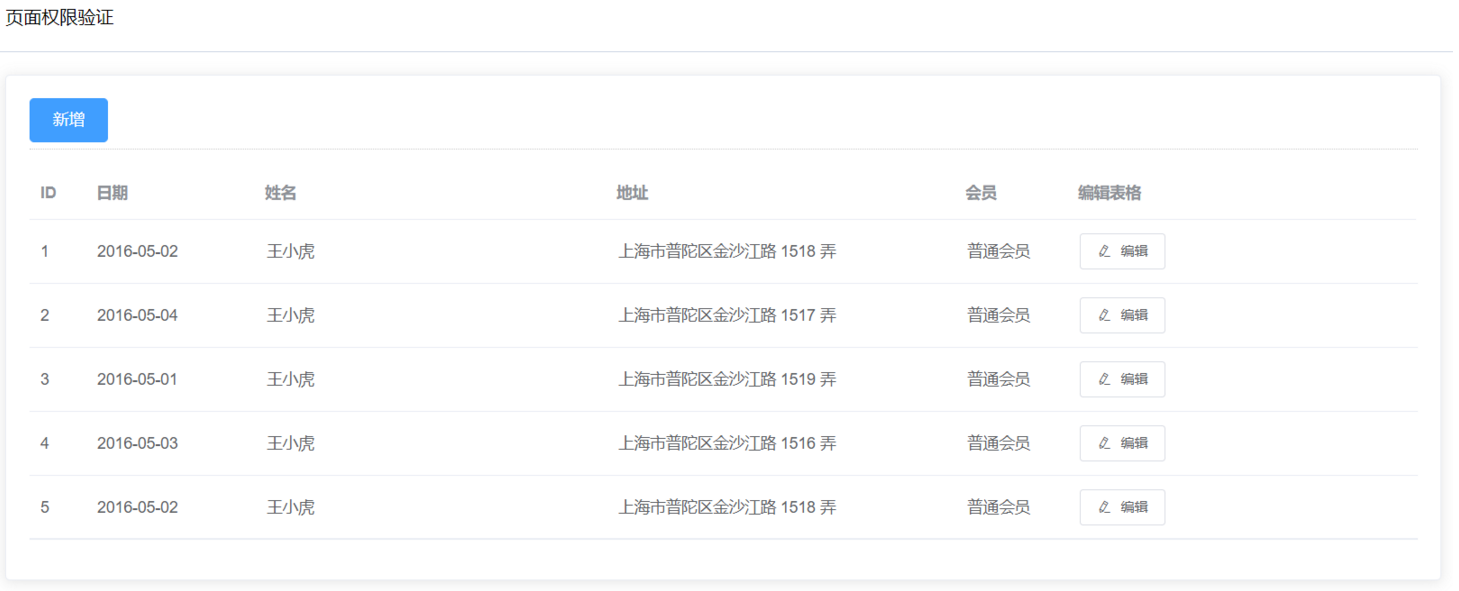 页面权限验证
新增
ID 日期 姓名 地址 会员 编辑表格
1 2016-05-02 王小虎 上海市普陀区金沙江路 1518 弄 普通会员 编辑
2 2016-05-04 王小虎 上海市普陀区金沙江路 1517 弄 普通会员 编辑
3 2016-05-01 王小虎 上海市普陀区金沙江路 1519 弄 普通会员 编辑
4 2016-05-03 王小虎 上海市普陀区金沙江路 1516 弄 普通会员 编辑
5 2016-05-02 王小虎 上海市普陀区金沙江路 1518 弄 普通会员 编辑